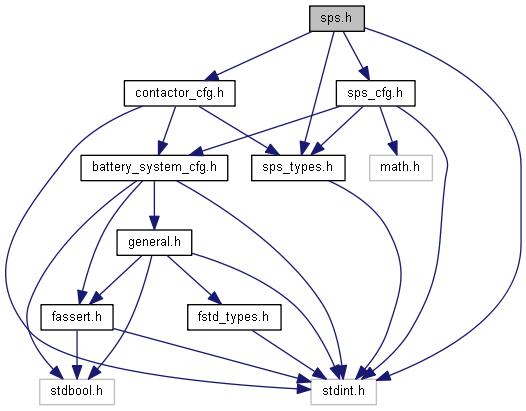 sps.h
contactor_cfg.h
sps_cfg.h
battery_system_cfg.h
sps_types.h
math.h
general.h
fassert.h
fstd_types.h
stdbool.h
stdint.h